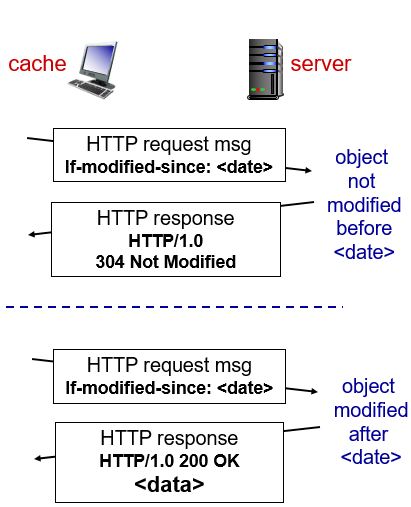 cache
server
HTTP request msg
If-modified-since: <date>
object
not
modified
before
<date>
HTTP response
HTTP/1.0
304 Not Modified
HTTP request msg
If-modified-since: <date>
object
modified
after
<date>
HTTP response
HTTP/1.0 200 OK
<data>